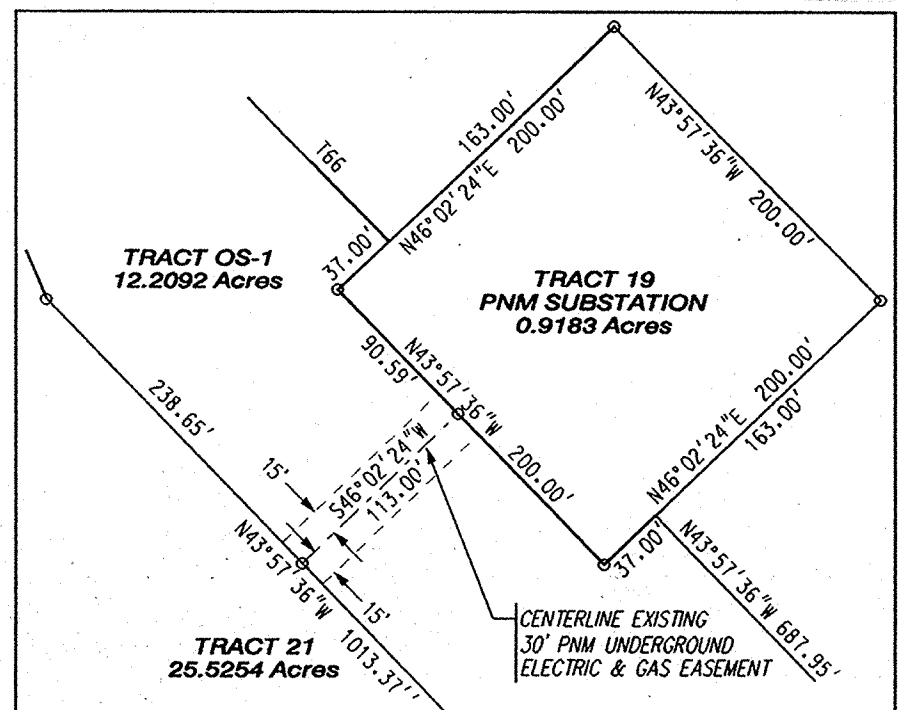 163.00'
N46°02'24"E 200.00'
N43°57'36"W 200.00'
T66
37.00'
TRACT OS-1
12.2092 Acres
TRACT 19
PNM SUBSTATION
0.9183 Acres
90.59'
N43°57'36"W 200.00'
238.65'
15'
S46°02'24"W
113.00'
N46°02'24"E 200.00'
163.00'
37.00'
N43°57'36"W 687.95'
N43°57'36"W 1013.37''
15'
CENTERLINE EXISTING
30' PNM UNDERGROUND
ELECTRIC & GAS EASEMENT
TRACT 21
25.5254 Acres